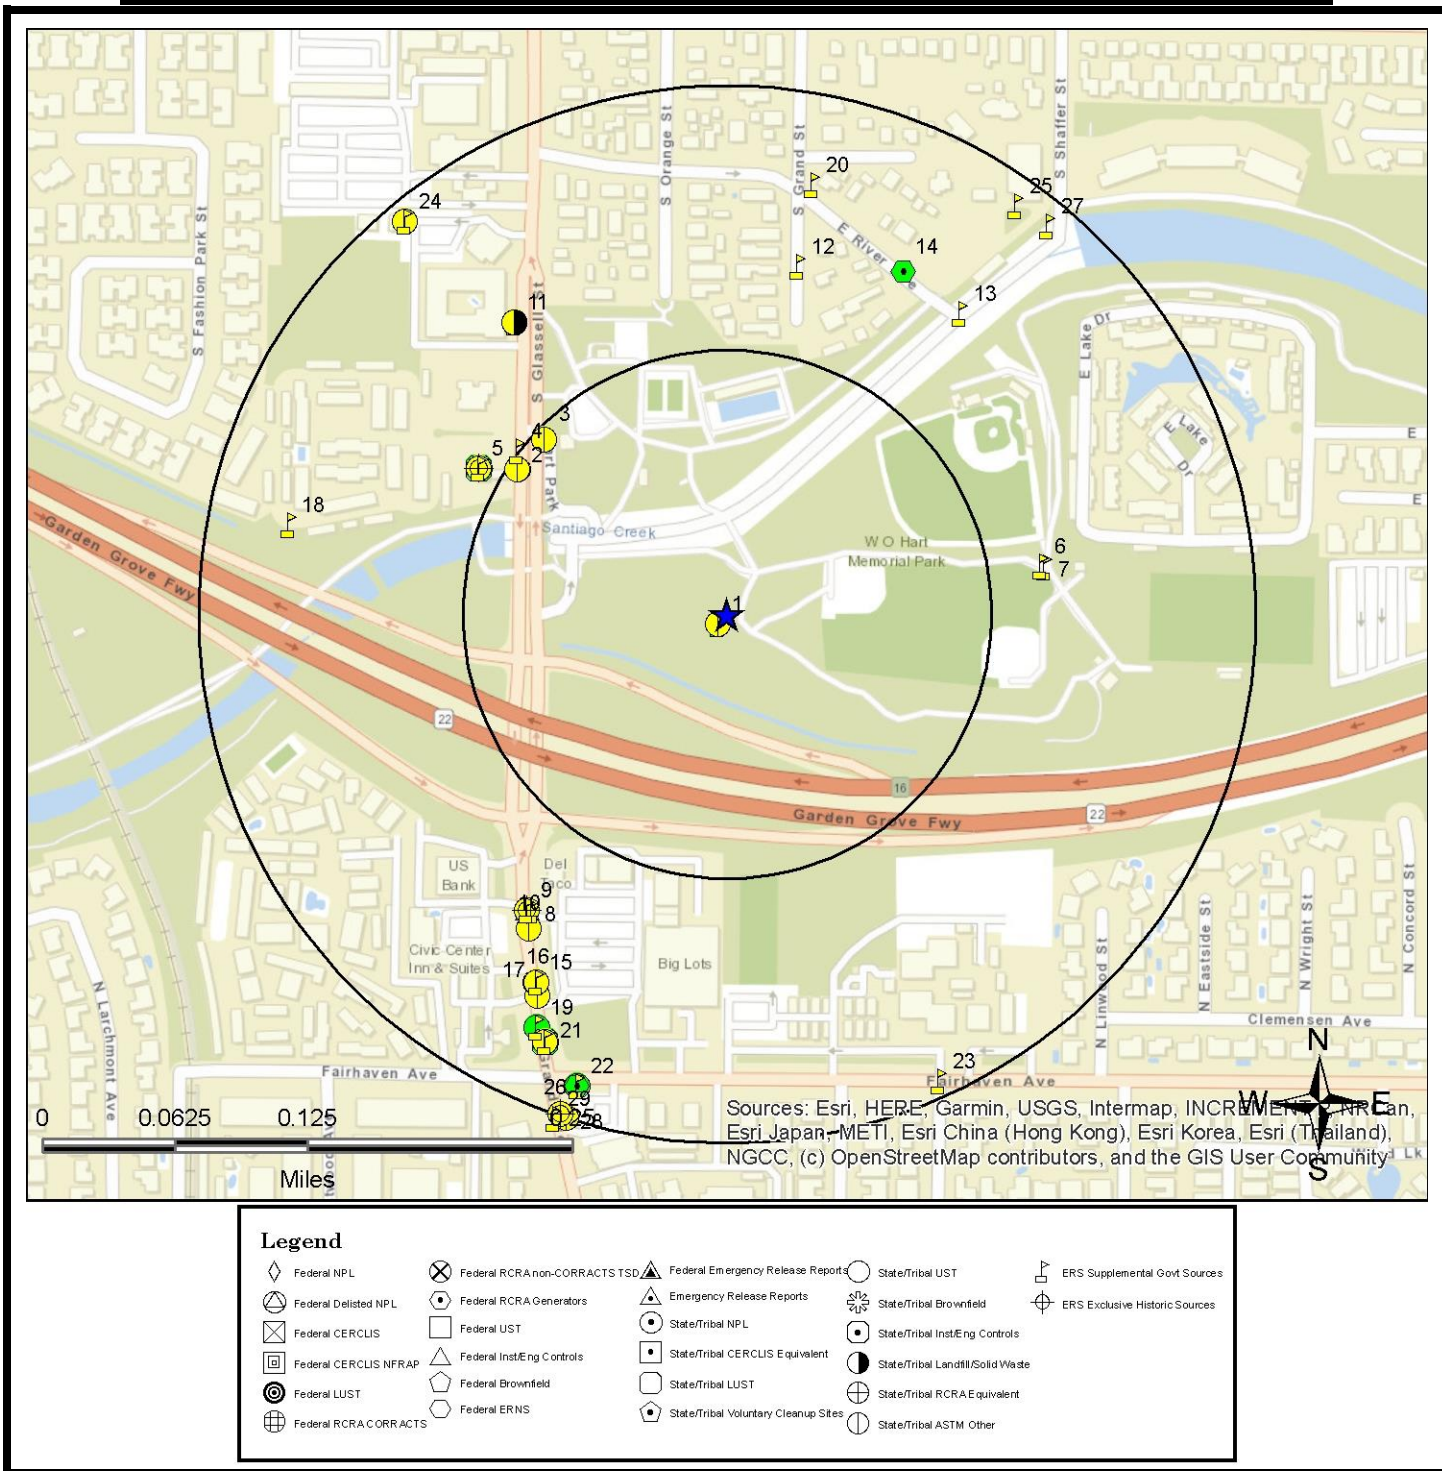 20
25
27
24
12
14
13
11
3
4
2
5
18
6
7
1
9
10
8
16
15
17
19
21
22
26
29
28
23
S Orange St
S Grand St
S Shaffer St
S Fashion Park St
S Glassell St
E River
E Lake Dr
E Lake
Dr
E
E
Santiago Creek
W O Hart
Memorial Park
Garden Grove Fwy
22
16
22
Garden Grove Fwy
US
Bank
Del
Taco
Civic Center
Inn & Suites
Big Lots
N Larchmont Ave
Fairhaven Ave
Fairhaven Ave
N Linwood St
N Eastside St
N Wright St
N Concord St
Clemensen Ave
N
W
E
S
0 0.0625 0.125
0.25
Miles
Sources: Esri, HERE, Garmin, USGS, Intermap,
Esri Japan, METI, Esri China (Hong Kong), Esri Korea, Esri (Thailand),
NGCC, (c) OpenStreetMap contributors, and the GIS User Community
Legend
Federal NPL
Federal Delisted NPL
Federal CERCLIS
Federal CERCLIS NFRAP
Federal LUST
Federal RCRA CORRACTS
Federal RCRA non-CORRACTS TSD
Federal RCRA Generators
Federal UST
Federal Inst/Eng Controls
Federal Brownfield
Federal ERNS
Federal Emergency Release Reports
Emergency Release Reports
State/Tribal NPL
State/Tribal CERCLIS Equivalent
State/Tribal LUST
State/Tribal Voluntary Cleanup Sites
State/Tribal UST
State/Tribal Brownfield
State/Tribal Inst/Eng Controls
State/Tribal Landfill/Solid Waste
State/Tribal RCRA Equivalent
State/Tribal ASTM Other
ERS Supplemental Govt Sources
ERS Exclusive Historic Sources